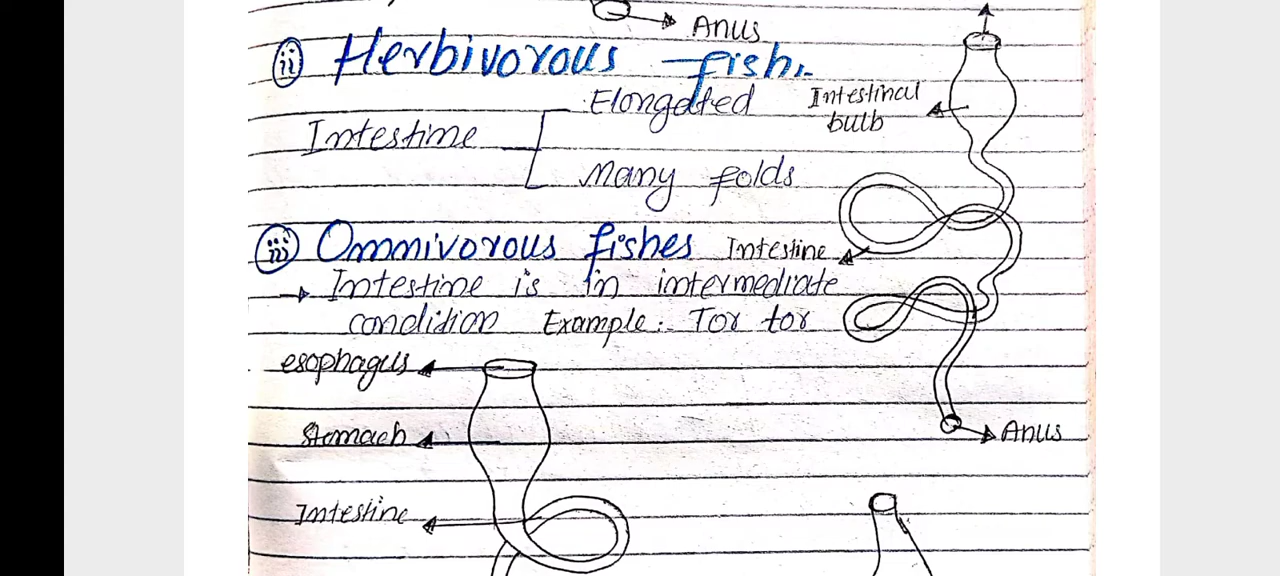 Anus
(ii) Herbivorous fish.
Elongated
Intestine
Many folds
Intestinal
bulb
(iii) Ommivorous fishes
Intestine
→ Intestine is in intermediate
condition Example:- Tor tor
esophagus
Stomach
Anus
Intestine